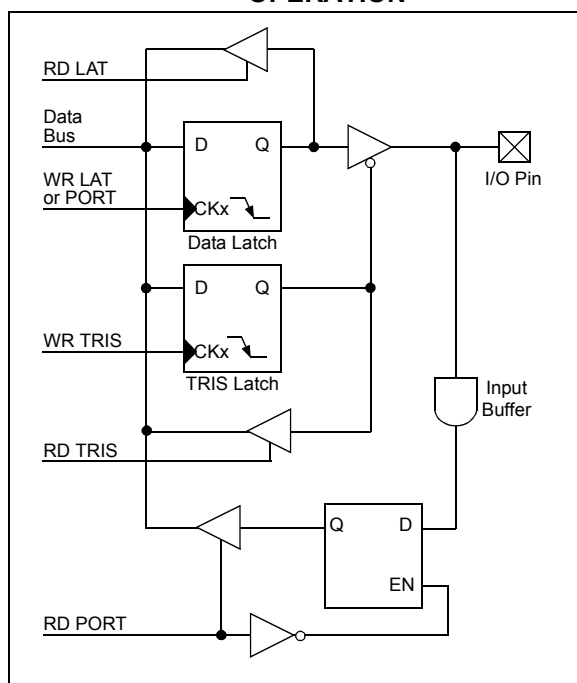 OPERATION
RD LAT
Data
Bus
D Q
WR LAT
or PORT
CKx
Data Latch
I/O Pin
D Q
WR TRIS
CKx
TRIS Latch
Input
Buffer
RD TRIS
Q D
EN
RD PORT